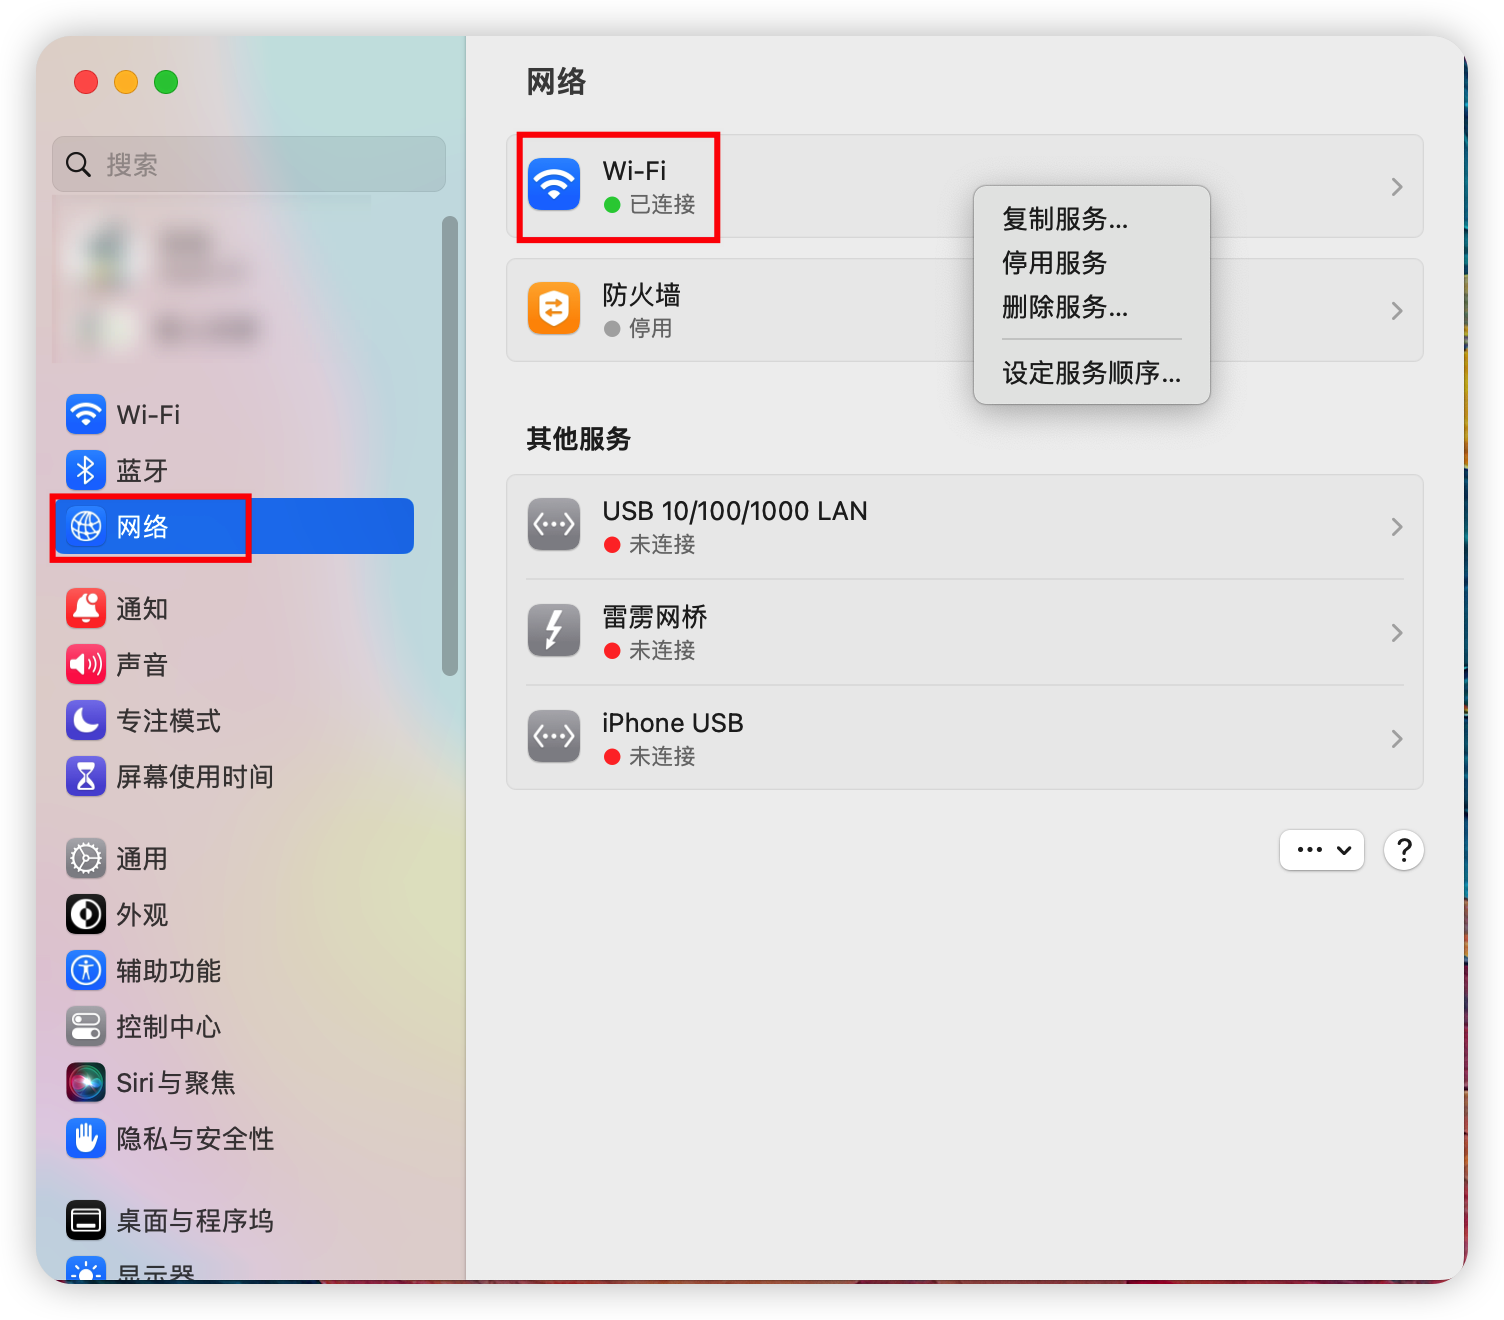 搜索
Wi-Fi
蓝牙
网络
通知
声音
专注模式
屏幕使用时间
通用
外观
辅助功能
控制中心
Siri与聚焦
隐私与安全性
桌面与程序坞
显示器
网络
Wi-Fi
已连接
防火墙
停用
复制服务...
停用服务
删除服务...
设定服务顺序...
其他服务
USB 10/100/1000 LAN
未连接
雷雳网桥
未连接
iPhone USB
未连接
?